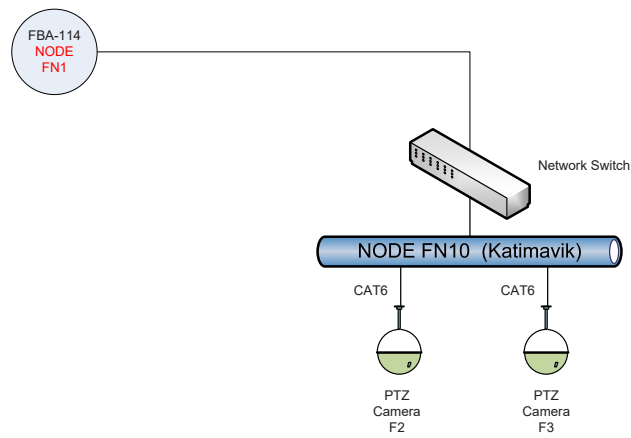 FBA-114
NODE
FN1
Network Switch
NODE FN10 (Katimavik)
CAT6
CAT6
PTZ
Camera
F2
PTZ
Camera
F3